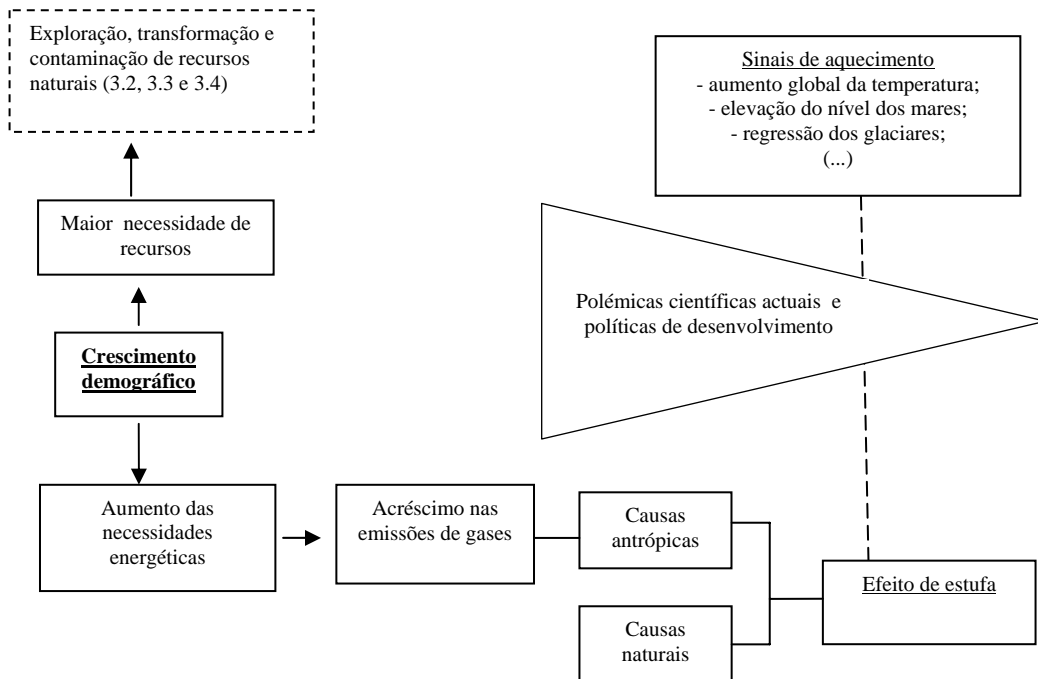 Exploração, transformação e
contaminação de recursos
naturais (3.2, 3.3 e 3.4)
Sinais de aquecimento
- aumento global da temperatura;
- elevação do nível dos mares;
- regressão dos glaciares;
(...)
Maior necessidade de
recursos
Polémicas científicas actuais e
políticas de desenvolvimento
Crescimento
demográfico
Aumento das
necessidades
energéticas
Acréscimo nas
emissões de gases
Causas
antrópicas
Efeito de estufa
Causas
naturais